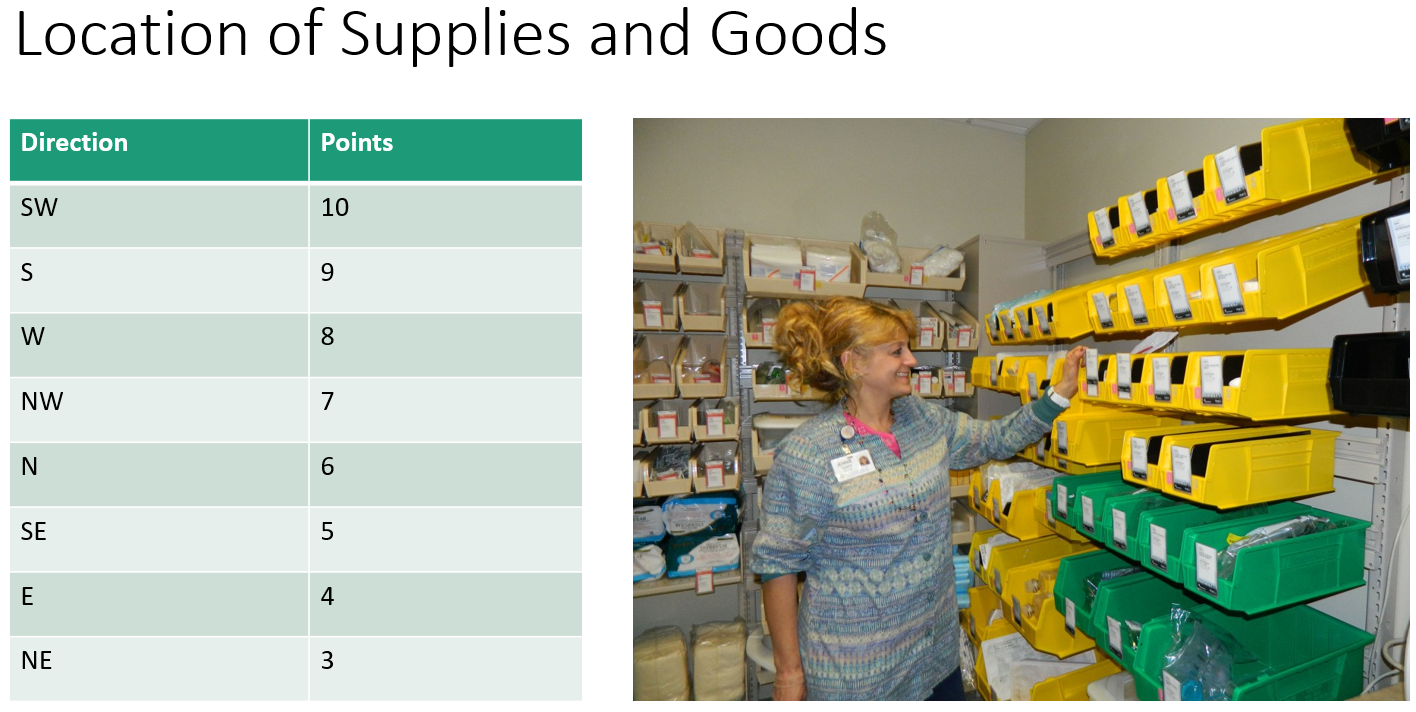 Location of Supplies and Goods
Direction Points
SW 10
S 9
W 8
NW 7
N 6
SE 5
E 4
NE 3